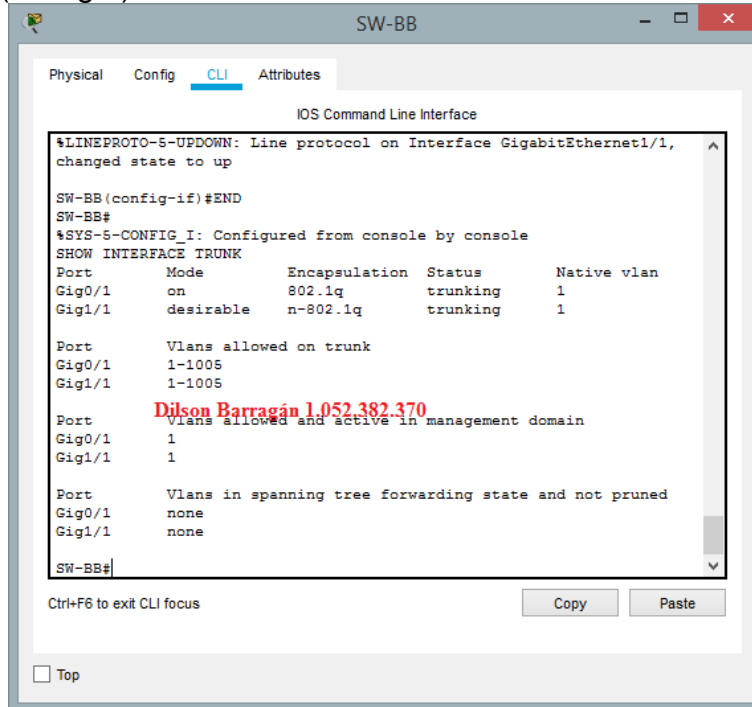 SW-BB
Physical Config CLI Attributes
IOS Command Line Interface
%LINEPROTO-5-UPDOWN: Line protocol on Interface GigabitEthernet1/1,
changed state to up
SW-BB(config-if)#END
SW-BB#
%SYS-5-CONFIG_I: Configured from console by console
SHOW INTERFACE TRUNK
Port Mode Encapsulation Status Native vlan
Gig0/1 on 802.1q trunking 1
Gig1/1 desirable n-802.1q trunking 1
Port Vlans allowed on trunk
Gig0/1 1-1005
Gig1/1 1-1005
Dilson Barragán 1.052.382.370
Port Vlans allowed and active in management domain
Gig0/1 1
Gig1/1 1
Port Vlans in spanning tree forwarding state and not pruned
Gig0/1 none
Gig1/1 none
SW-BB#
Ctrl+F6 to exit CLI focus Copy Paste
Top